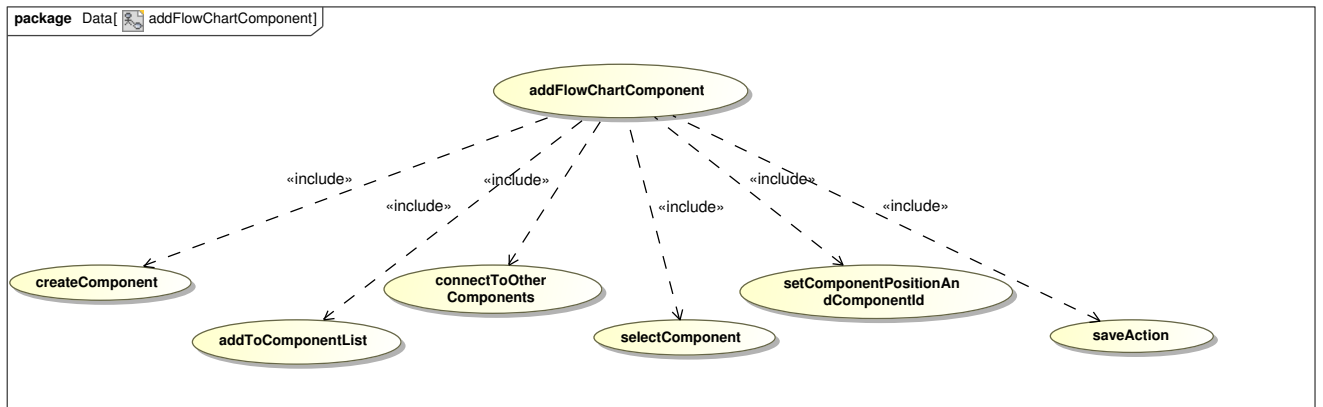 package Data[ addFlowChartComponent]
addFlowChartComponent
«include»
«include»
«include»
«include»
«include»
«include»
createComponent
connectToOther
Components
setComponentPositionAn
dComponentId
addToComponentList
selectComponent
saveAction